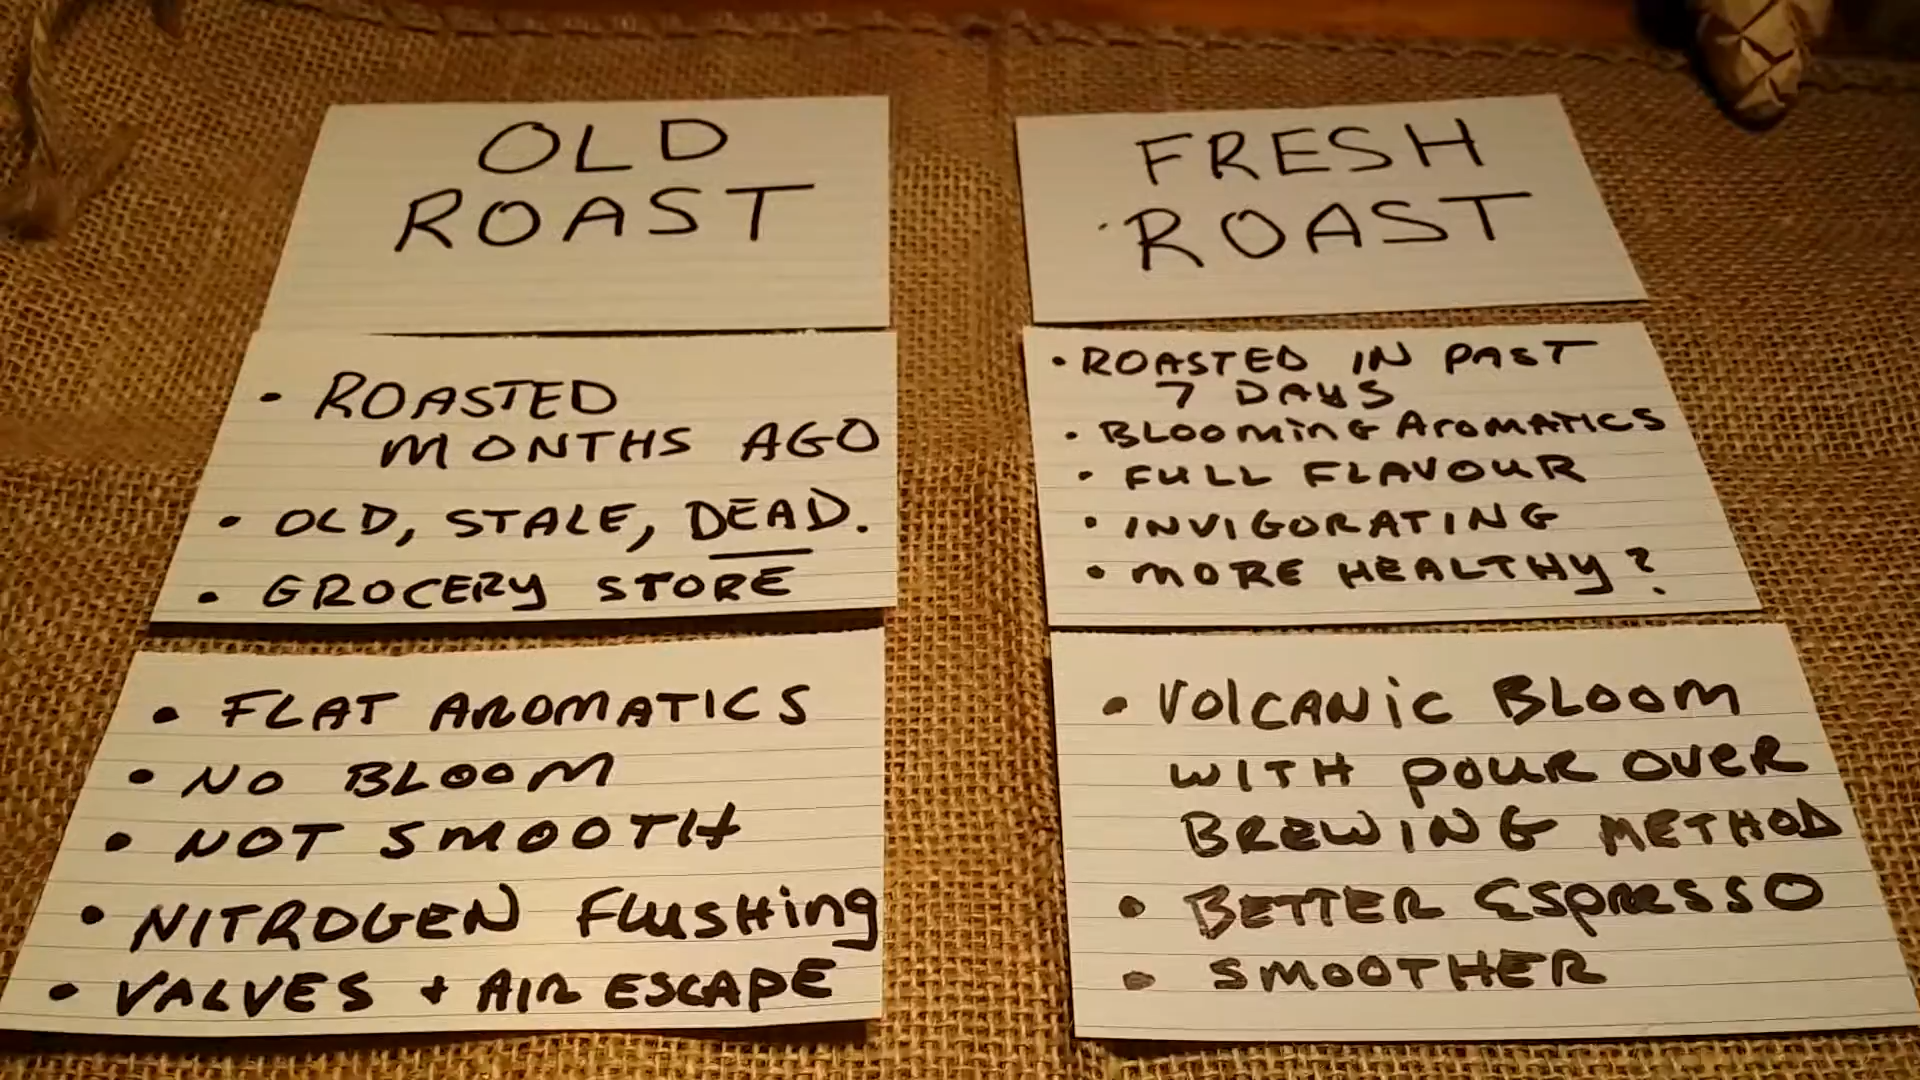 OLD
ROAST
• ROASTED
MONTHS AGO
• OLD, STALE, DEAD.
• GROCERY STORE
• FLAT AROMATICS
• NO BLOOM
• NOT SMOOTH
• NITROGEN FLUSHING
• VALVES + AIR ESCAPE
FRESH
ROAST
• ROASTED IN PAST
7 DAYS
• BLOOMING AROMATICS
• FULL FLAVOUR
• INVIGORATING
• MORE HEALTHY?
• VOLCANIC BLOOM
WITH POUR OVER
BREWING METHOD
• BETTER ESPRESSO
• SMOOTHER